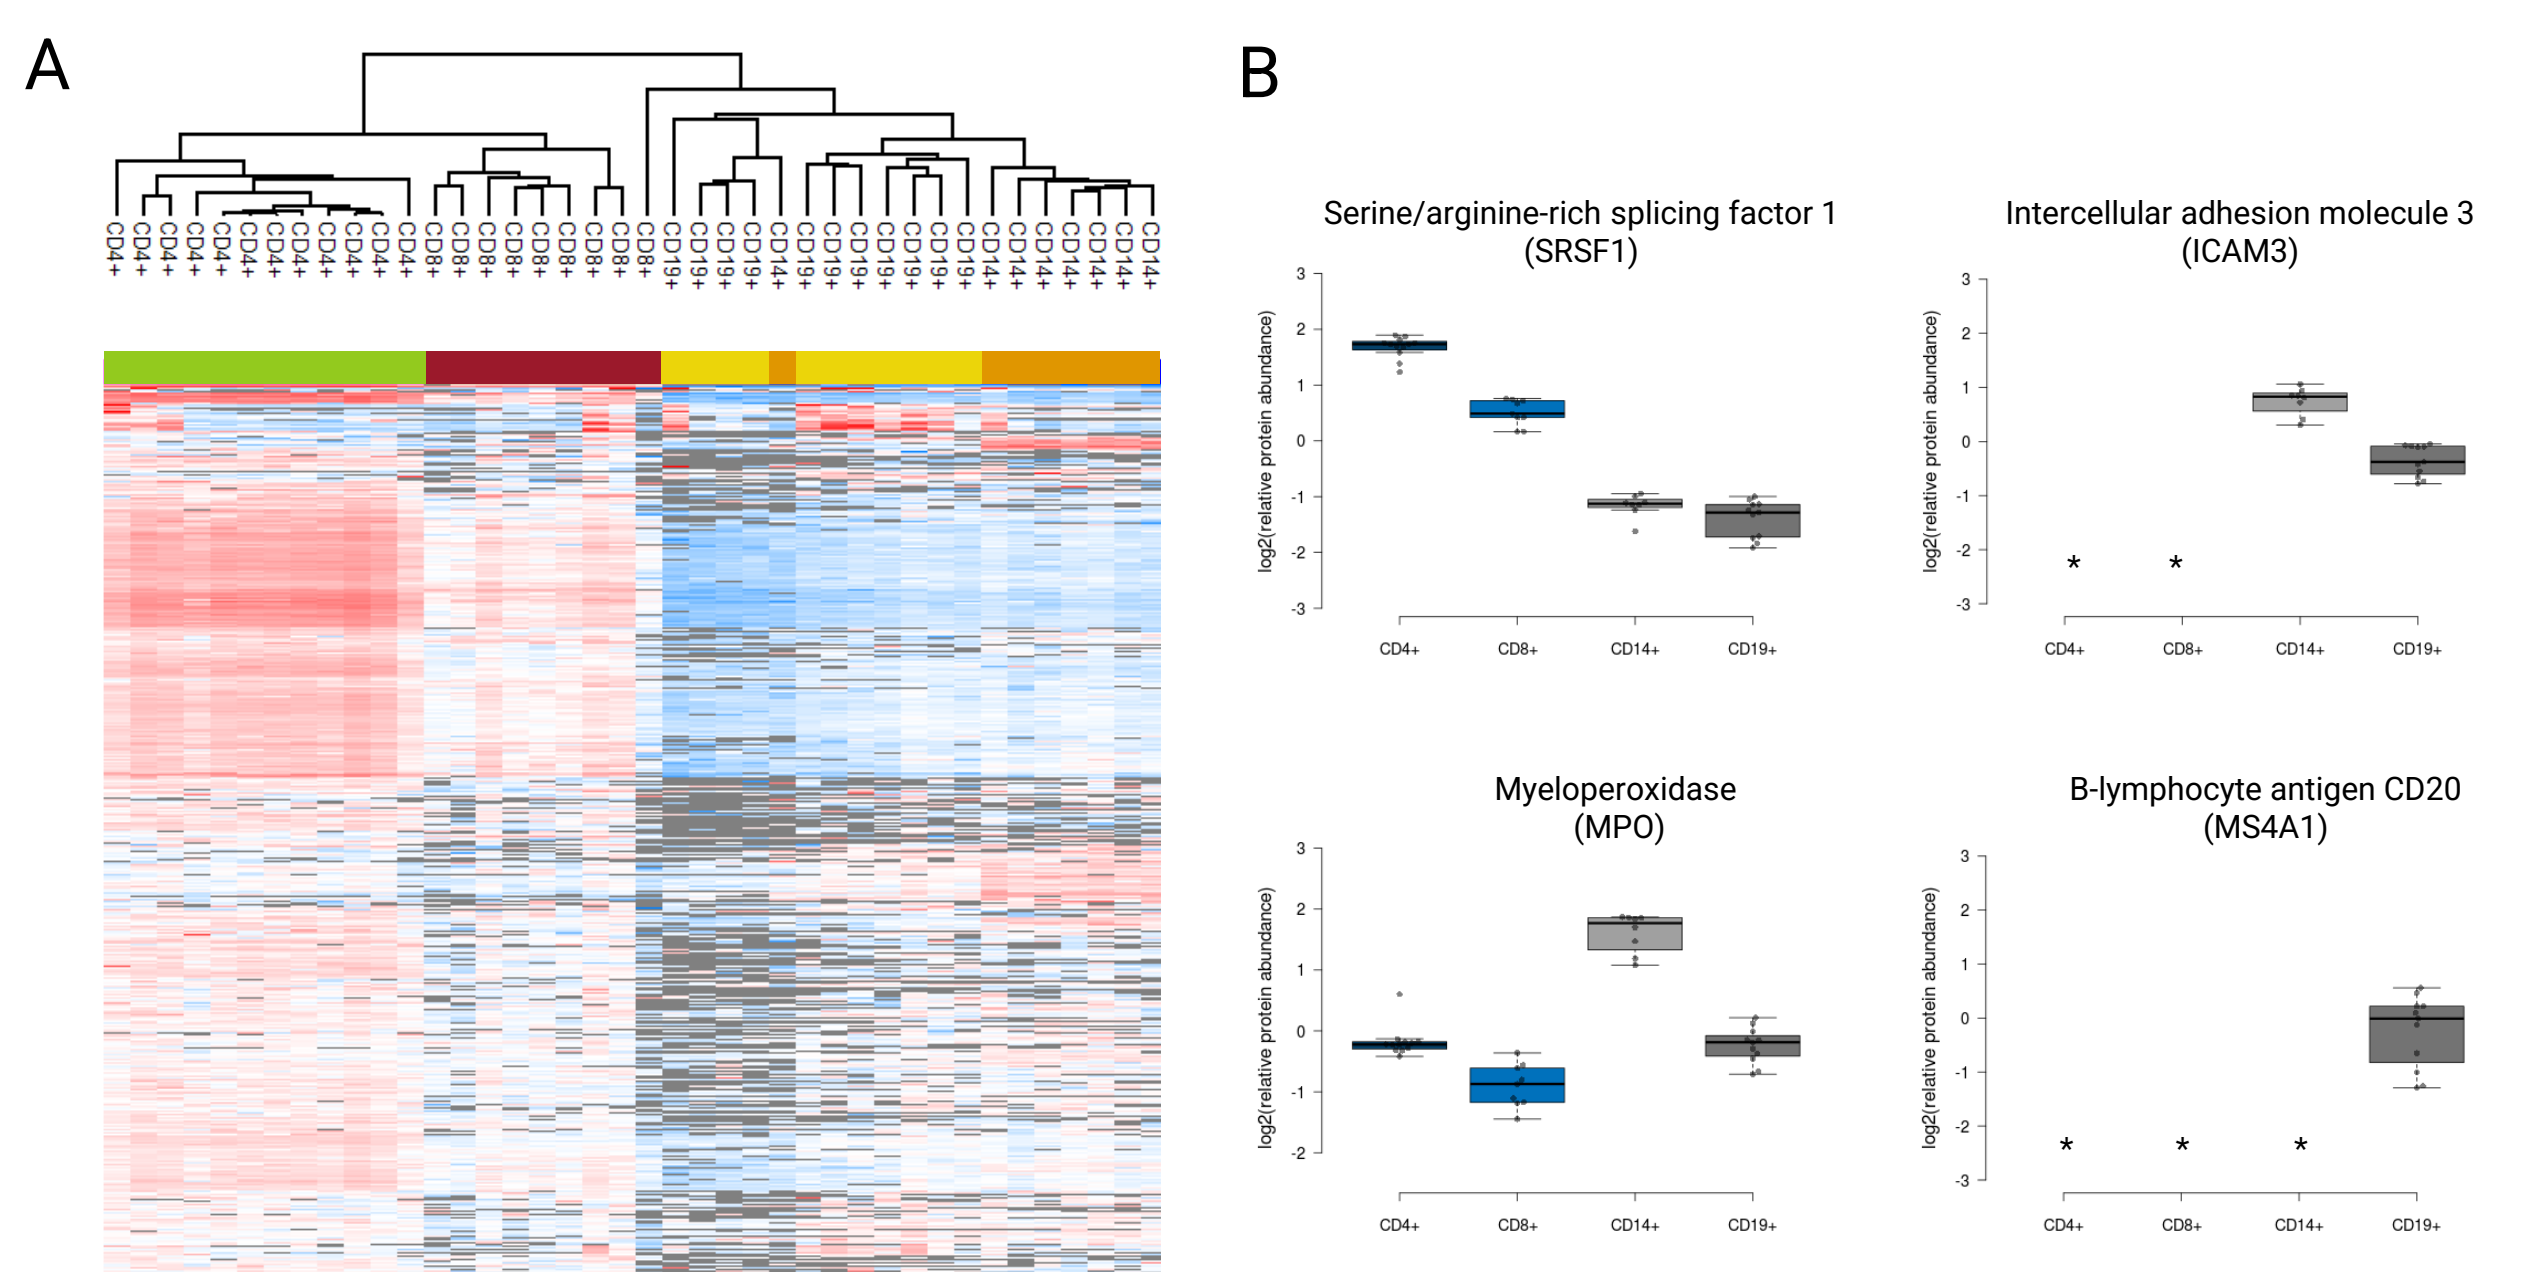 A
CD4+
CD4+
CD4+
CD4+
CD4+
CD4+
CD4+
CD4+
CD4+
CD4+
CD4+
CD4+
CD8+
CD8+
CD8+
CD8+
CD8+
CD8+
CD8+
CD8+
CD8+
CD19+
CD19+
CD19+
CD19+
CD14+
CD19+
CD19+
CD19+
CD19+
CD19+
CD19+
CD19+
CD14+
CD14+
CD14+
CD14+
CD14+
CD14+
CD14+
B
Serine/arginine-rich splicing factor 1
(SRSF1)
log2(relative protein abundance)
3
2
1
0
-1
-2
-3
CD4+ CD8+ CD14+ CD19+
Intercellular adhesion molecule 3
(ICAM3)
log2(relative protein abundance)
3
2
1
0
-1
-2
-3
* *
CD4+ CD8+ CD14+ CD19+
Myeloperoxidase
(MPO)
log2(relative protein abundance)
3
2
1
0
-1
-2
CD4+ CD8+ CD14+ CD19+
B-lymphocyte antigen CD20
(MS4A1)
log2(relative protein abundance)
3
2
1
0
-1
-2
-3
* * *
CD4+ CD8+ CD14+ CD19+